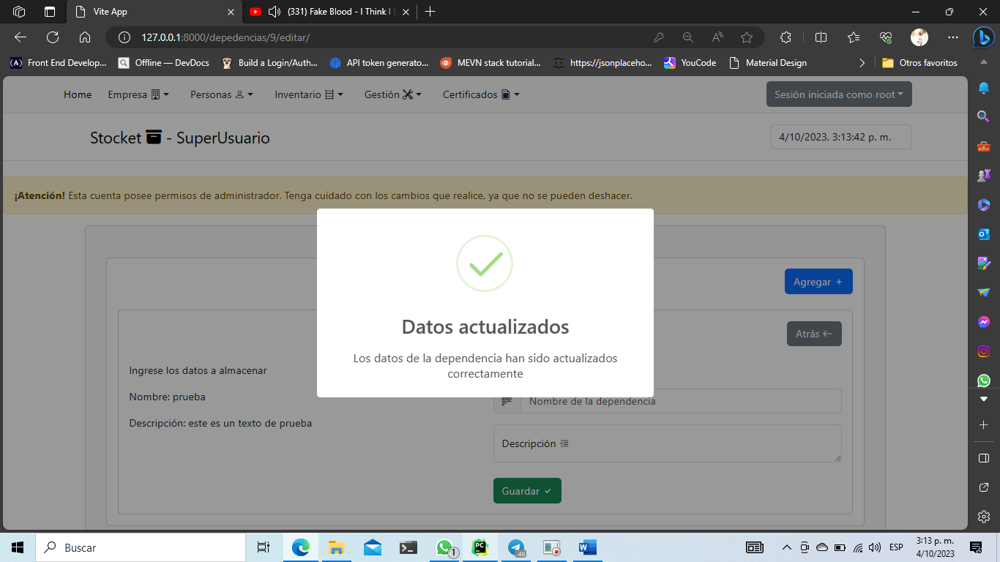 Vite App
(331) Fake Blood - I Think I L
127.0.0.1:8000/depedencias/9/editar/
Front End Develop...
Offline — DevDocs
Build a Login/Auth...
API token generato...
MEVN stack tutorial...
https://jsonplaceho...
YouCode
Material Design
Otros favoritos
Home
Empresa
Personas
Inventario
Gestión
Certificados
Sesión iniciada como root
Stocket - SuperUsuario
4/10/2023, 3:13:42 p. m.
¡Atención! Esta cuenta posee permisos de administrador. Tenga cuidado con los cambios que realice, ya que no se pueden deshacer.
Agregar +
Atrás
Datos actualizados
Los datos de la dependencia han sido actualizados
correctamente
Ingrese los datos a almacenar
Nombre: prueba
Nombre de la dependencia
Descripción: este es un texto de prueba
Descripción
Guardar
Buscar
1
PC
.46
ESP
3:13 p. m.
4/10/2023